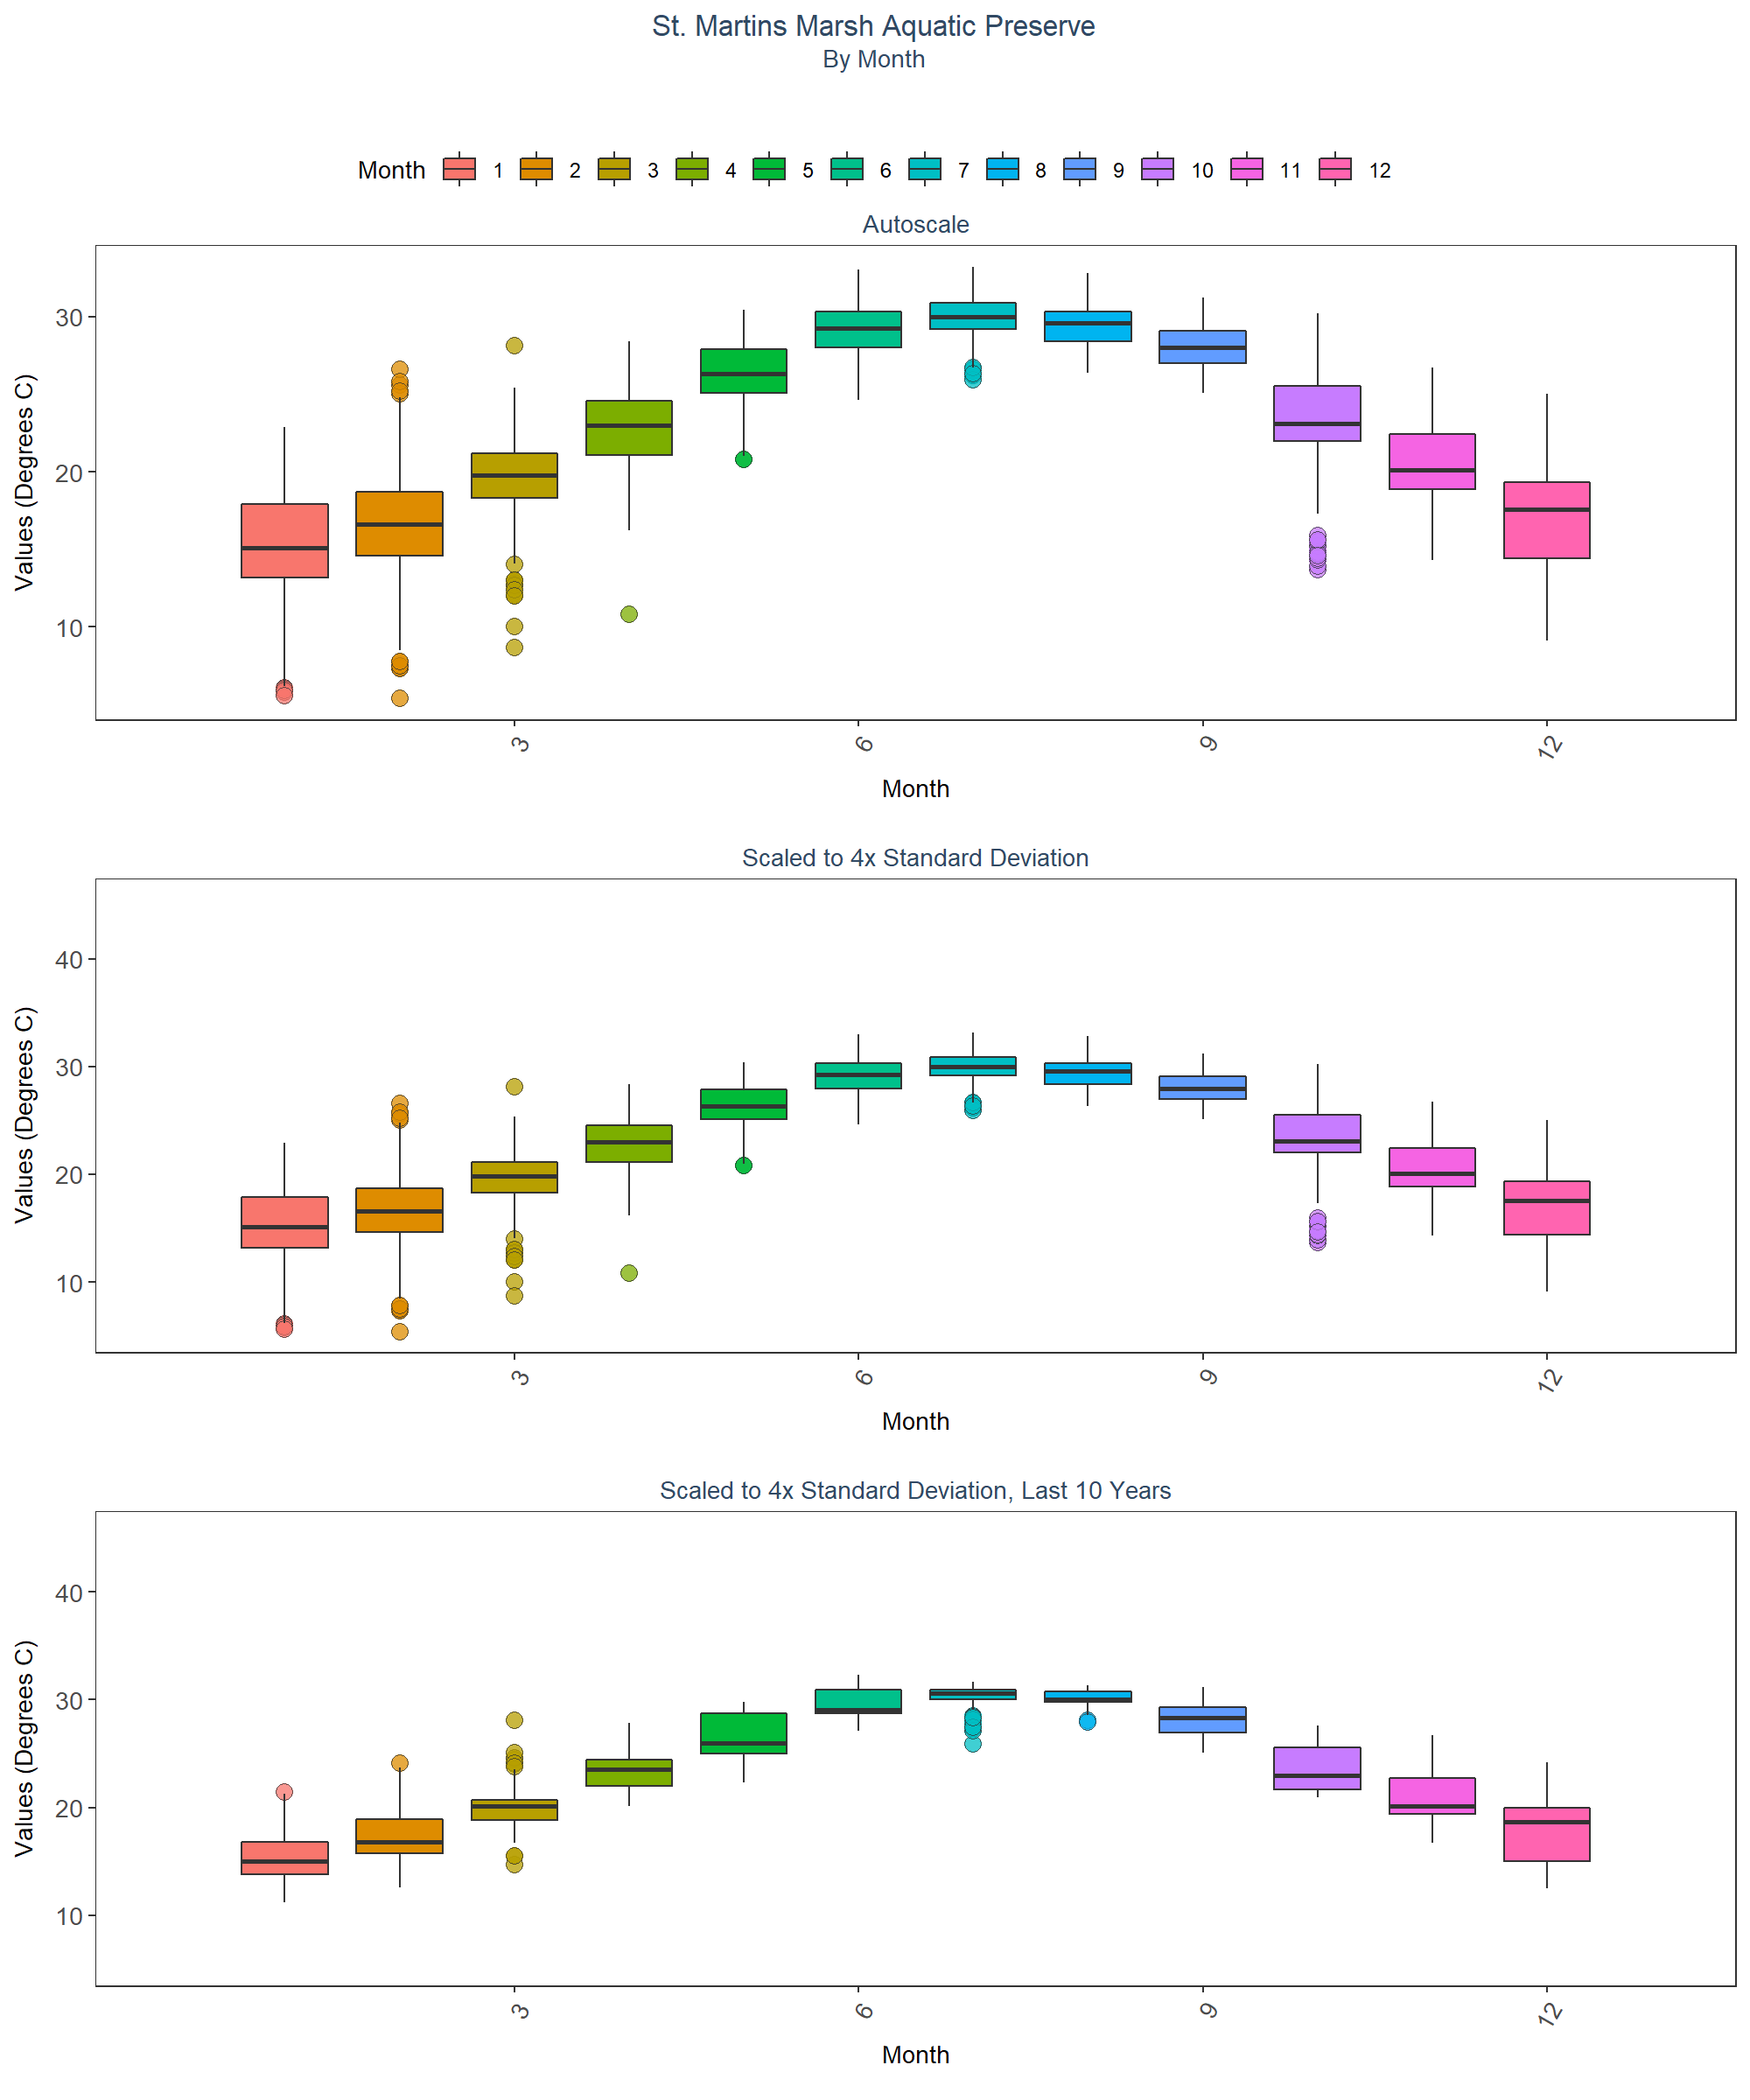 St. Martins Marsh Aquatic Preserve
By Month
Month 1 2 3 4 5 6 7 8 9 10 11 12
Autoscale
Values (Degrees C)
30
20
10
3 6 9 12
Month
Scaled to 4x Standard Deviation
Values (Degrees C)
40
30
20
10
3 6 9 12
Month
Scaled to 4x Standard Deviation, Last 10 Years
Values (Degrees C)
40
30
20
10
3 6 9 12
Month